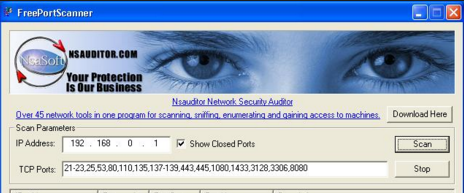 FreePortScanner
NsaSoft
NSAUDITOR.COM
Your Protection
Is Our Business
Nsauditor Network Security Auditor
Over 45 network tools in one program for scanning, sniffing, enumerating and gaining access to machines.
Download Here
Scan Parameters
IP Address: 192 . 168 . 0 . 1 Show Closed Ports Scan
TCP Ports: 21-23,25,53,80,110,135,137-139,443,445,1080,1433,3128,3306,8080 Stop